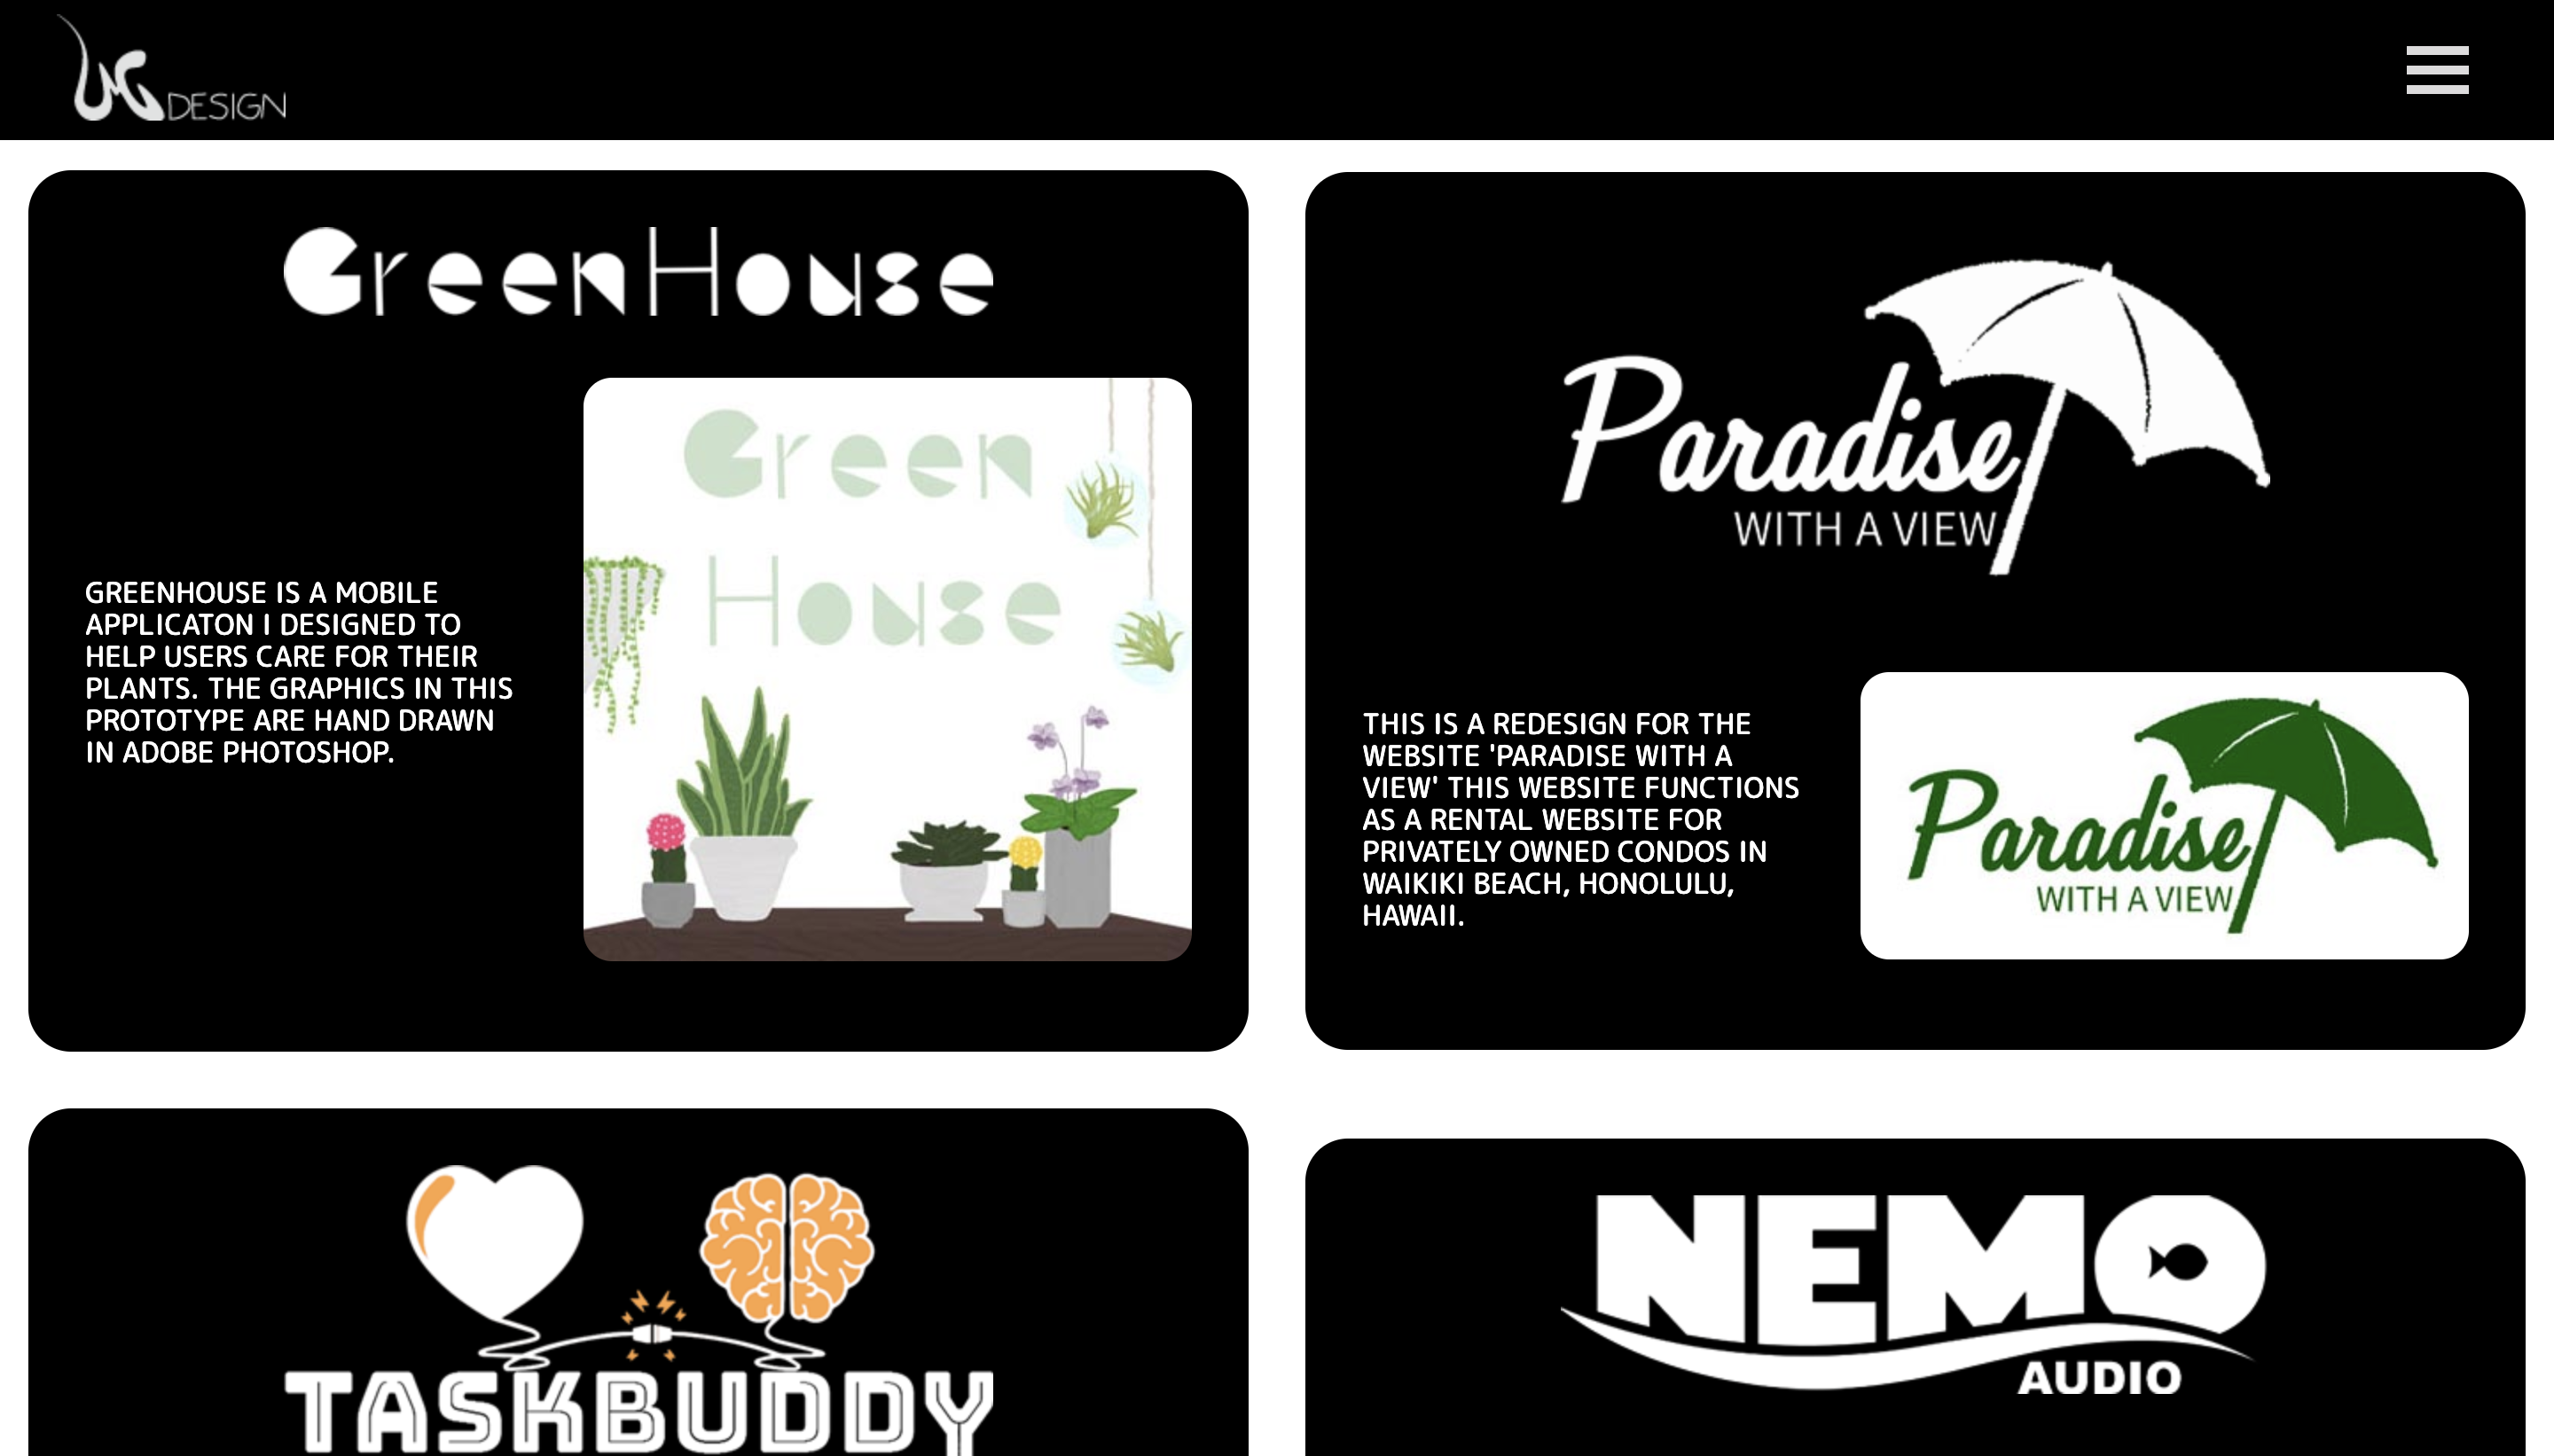 DESIGN
GreenHouse
Green
House
GREENHOUSE IS A MOBILE
APPLICATON I DESIGNED TO
HELP USERS CARE FOR THEIR
PLANTS. THE GRAPHICS IN THIS
PROTOTYPE ARE HAND DRAWN
IN ADOBE PHOTOSHOP.
Paradise
WITH A VIEW
THIS IS A REDESIGN FOR THE
WEBSITE 'PARADISE WITH A
VIEW' THIS WEBSITE FUNCTIONS
AS A RENTAL WEBSITE FOR
PRIVATELY OWNED CONDOS IN
WAIKIKI BEACH, HONOLULU,
HAWAII.
Paradise
WITH A VIEW
TASKBUDDY
NEMO
AUDIO